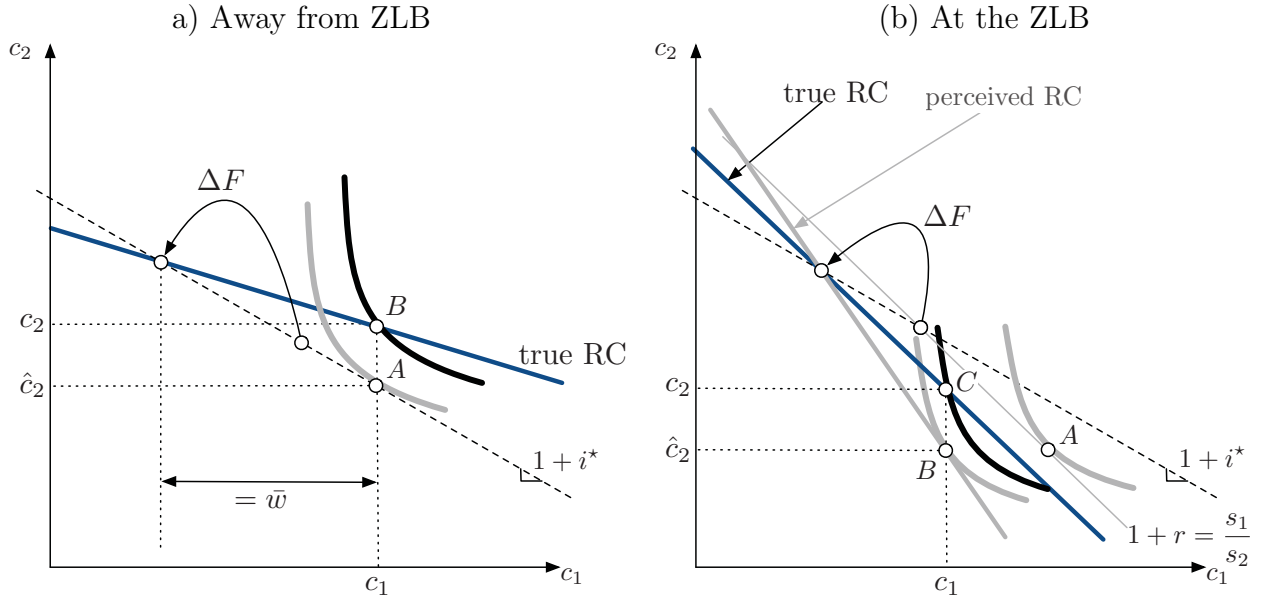 a) Away from ZLB
c₂
ΔF
B
c₂
true RC
A
ĉ₂
1 + i⋆
= w̄
c₁
c₁
(b) At the ZLB
c₂
true RC
perceived RC
ΔF
c₂
C
ĉ₂
A
B
1 + i⋆
1 + r = s₁/s₂
c₁
c₁